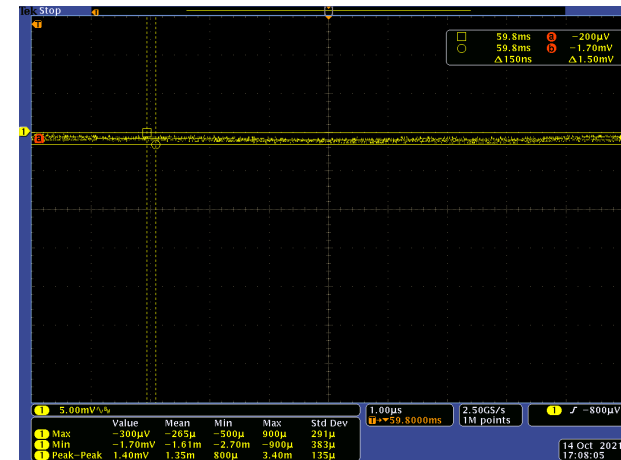 Tek Stop
T
59.8ms a −200μV
59.8ms b −1.70mV
Δ150ns Δ1.50mV
1
a
1 5.00mV
1.00μs
T→▼59.8000ms
2.50GS/s
1M points
1 −800μV
Value Mean Min Max Std Dev
1 Max −300μV −265μ −500μ 900μ 291μ
1 Min −1.70mV −1.61m −2.70m −900μ 383μ
1 Peak−Peak 1.40mV 1.35m 800μ 3.40m 135μ
14 Oct 2021
17:08:05